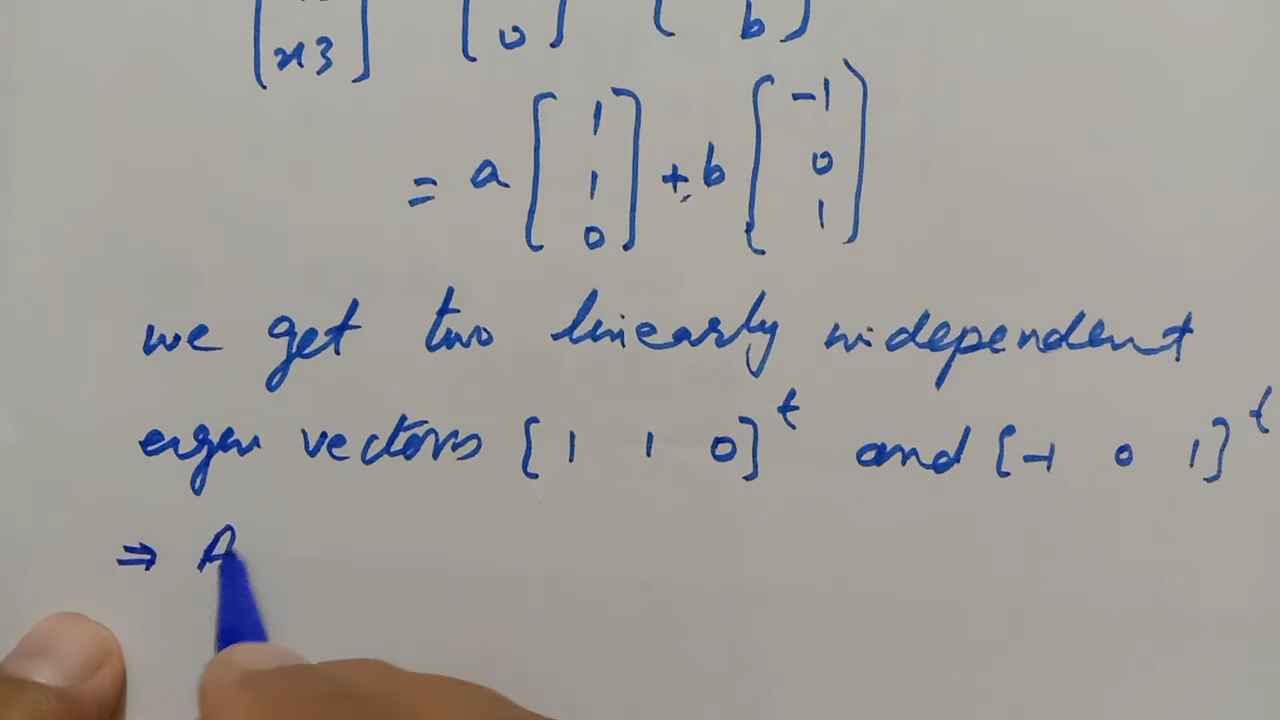 [x3] [0] [b]
= a [1 1 0] + b [-1 0 1]
we get two linearly independent
eigen vectors [1 1 0]^t and [-1 0 1]^t
⇒ A